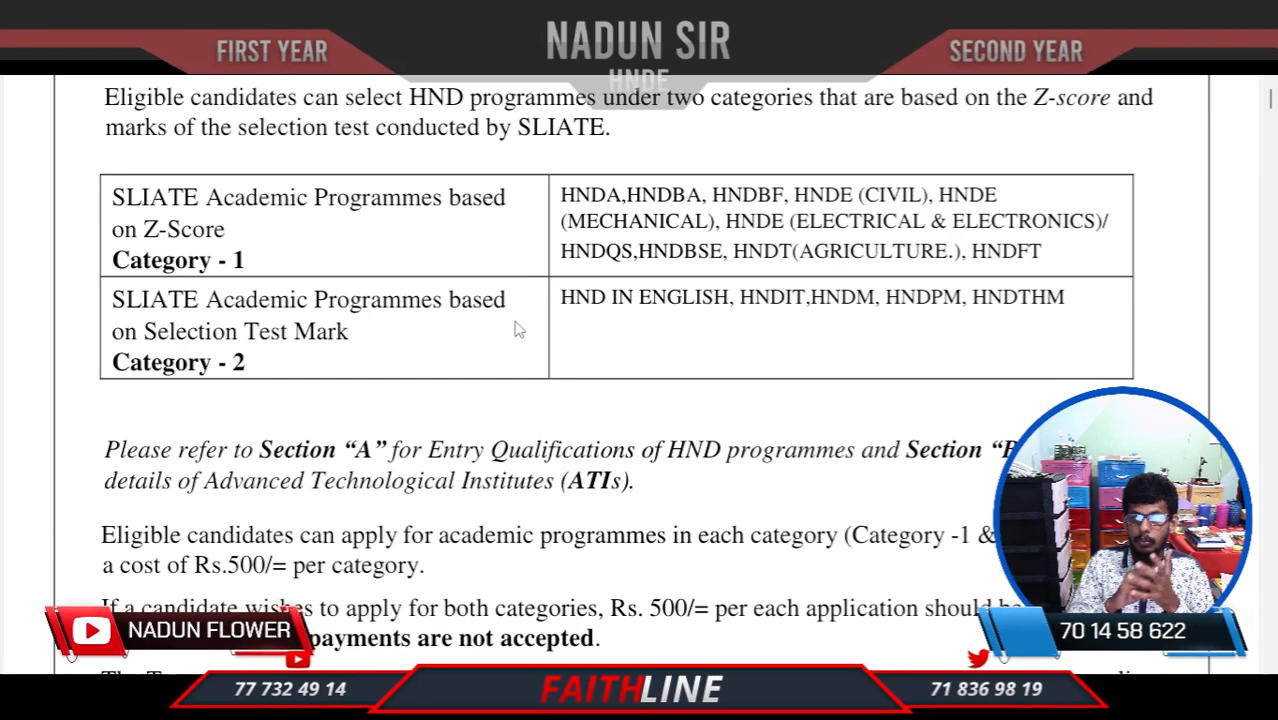 FIRST YEAR
NADUN SIR
HNDE
SECOND YEAR
Eligible candidates can select HND programmes under two categories that are based on the Z-score and
marks of the selection test conducted by SLIATE.
SLIATE Academic Programmes based
on Z-Score
Category - 1
HNDA,HNDBA, HNDBF, HNDE (CIVIL), HNDE
(MECHANICAL), HNDE (ELECTRICAL & ELECTRONICS)/
HNDQS,HNDBSE, HNDT(AGRICULTURE.), HNDFT
SLIATE Academic Programmes based
on Selection Test Mark
Category - 2
HND IN ENGLISH, HNDIT,HNDM, HNDPM, HNDTHM
Please refer to Section “A” for Entry Qualifications of HND programmes and Section
details of Advanced Technological Institutes (ATIs).
Eligible candidates can apply for academic programmes in each category (Category -1 &
a cost of Rs.500/= per category.
If a candidate wishes to apply for both categories, Rs. 500/= per each application should be
payments are not accepted.
NADUN FLOWER
70 14 58 622
77 732 49 14
FAITHLINE
71 836 98 19